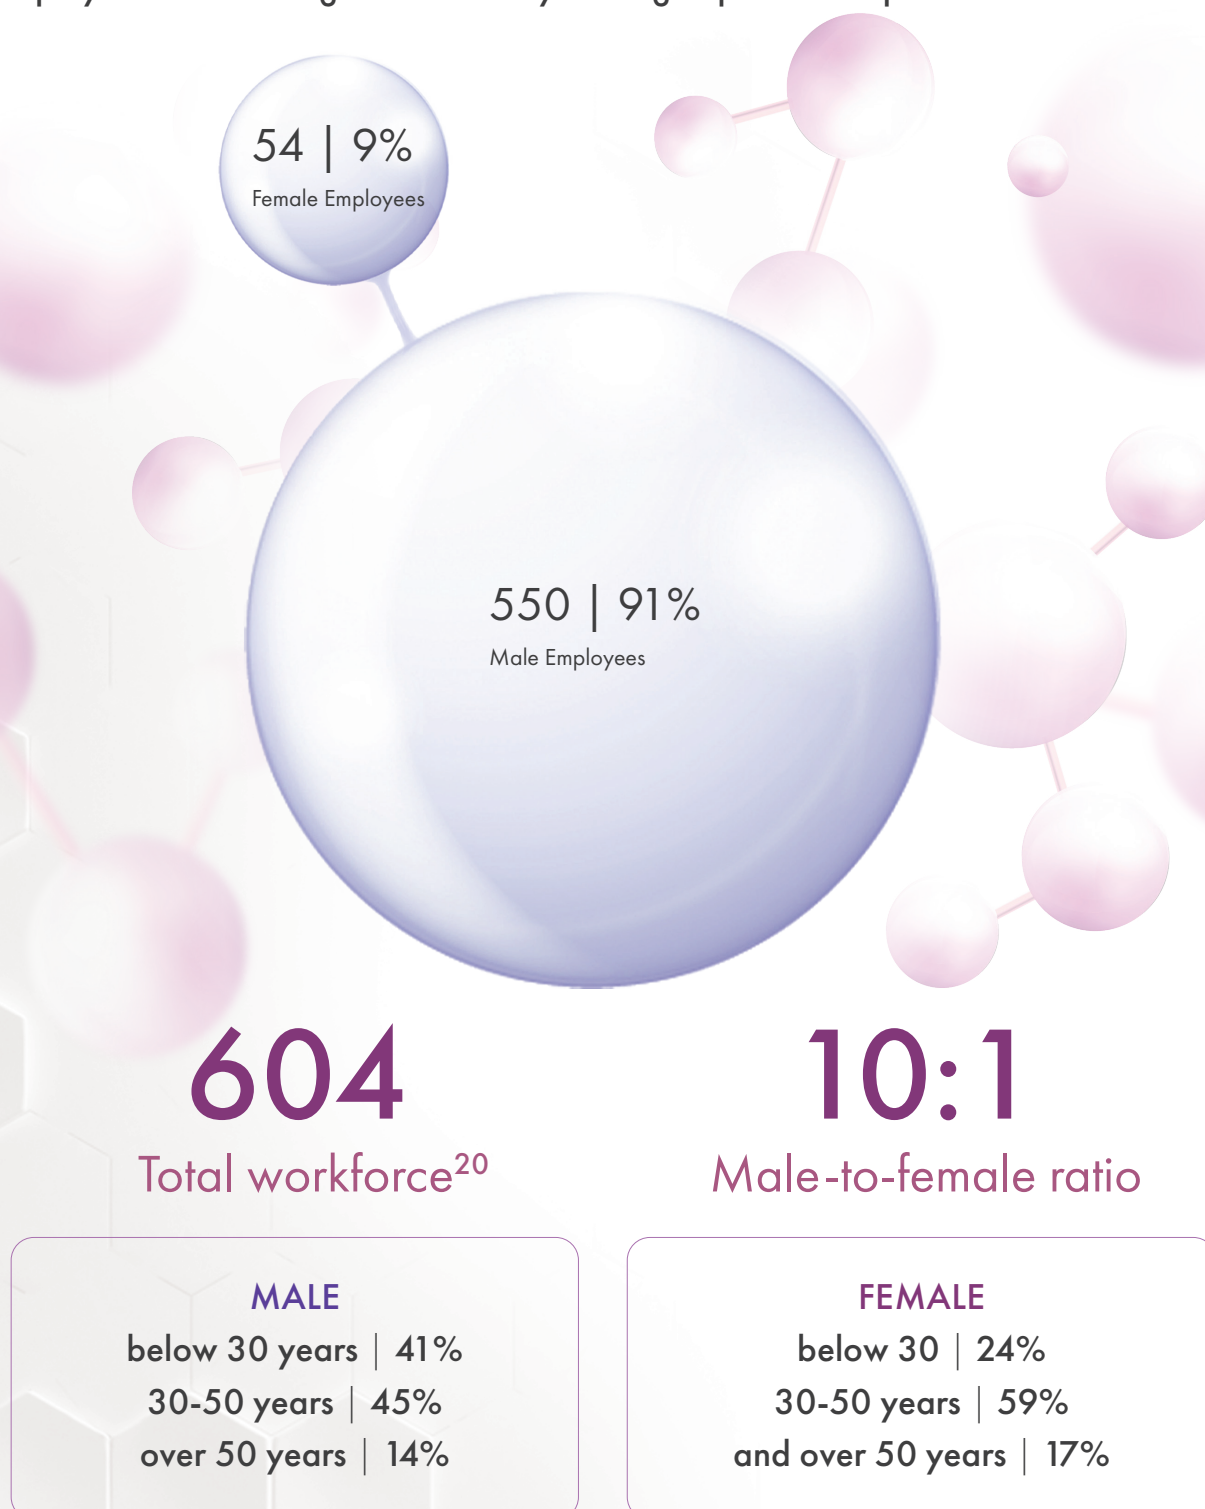 54 | 9%
Female Employees
550 | 91%
Male Employees
604
Total workforce20
10:1
Male-to-female ratio
MALE
below 30 years | 41%
30-50 years | 45%
over 50 years | 14%
FEMALE
below 30 | 24%
30-50 years | 59%
and over 50 years | 17%